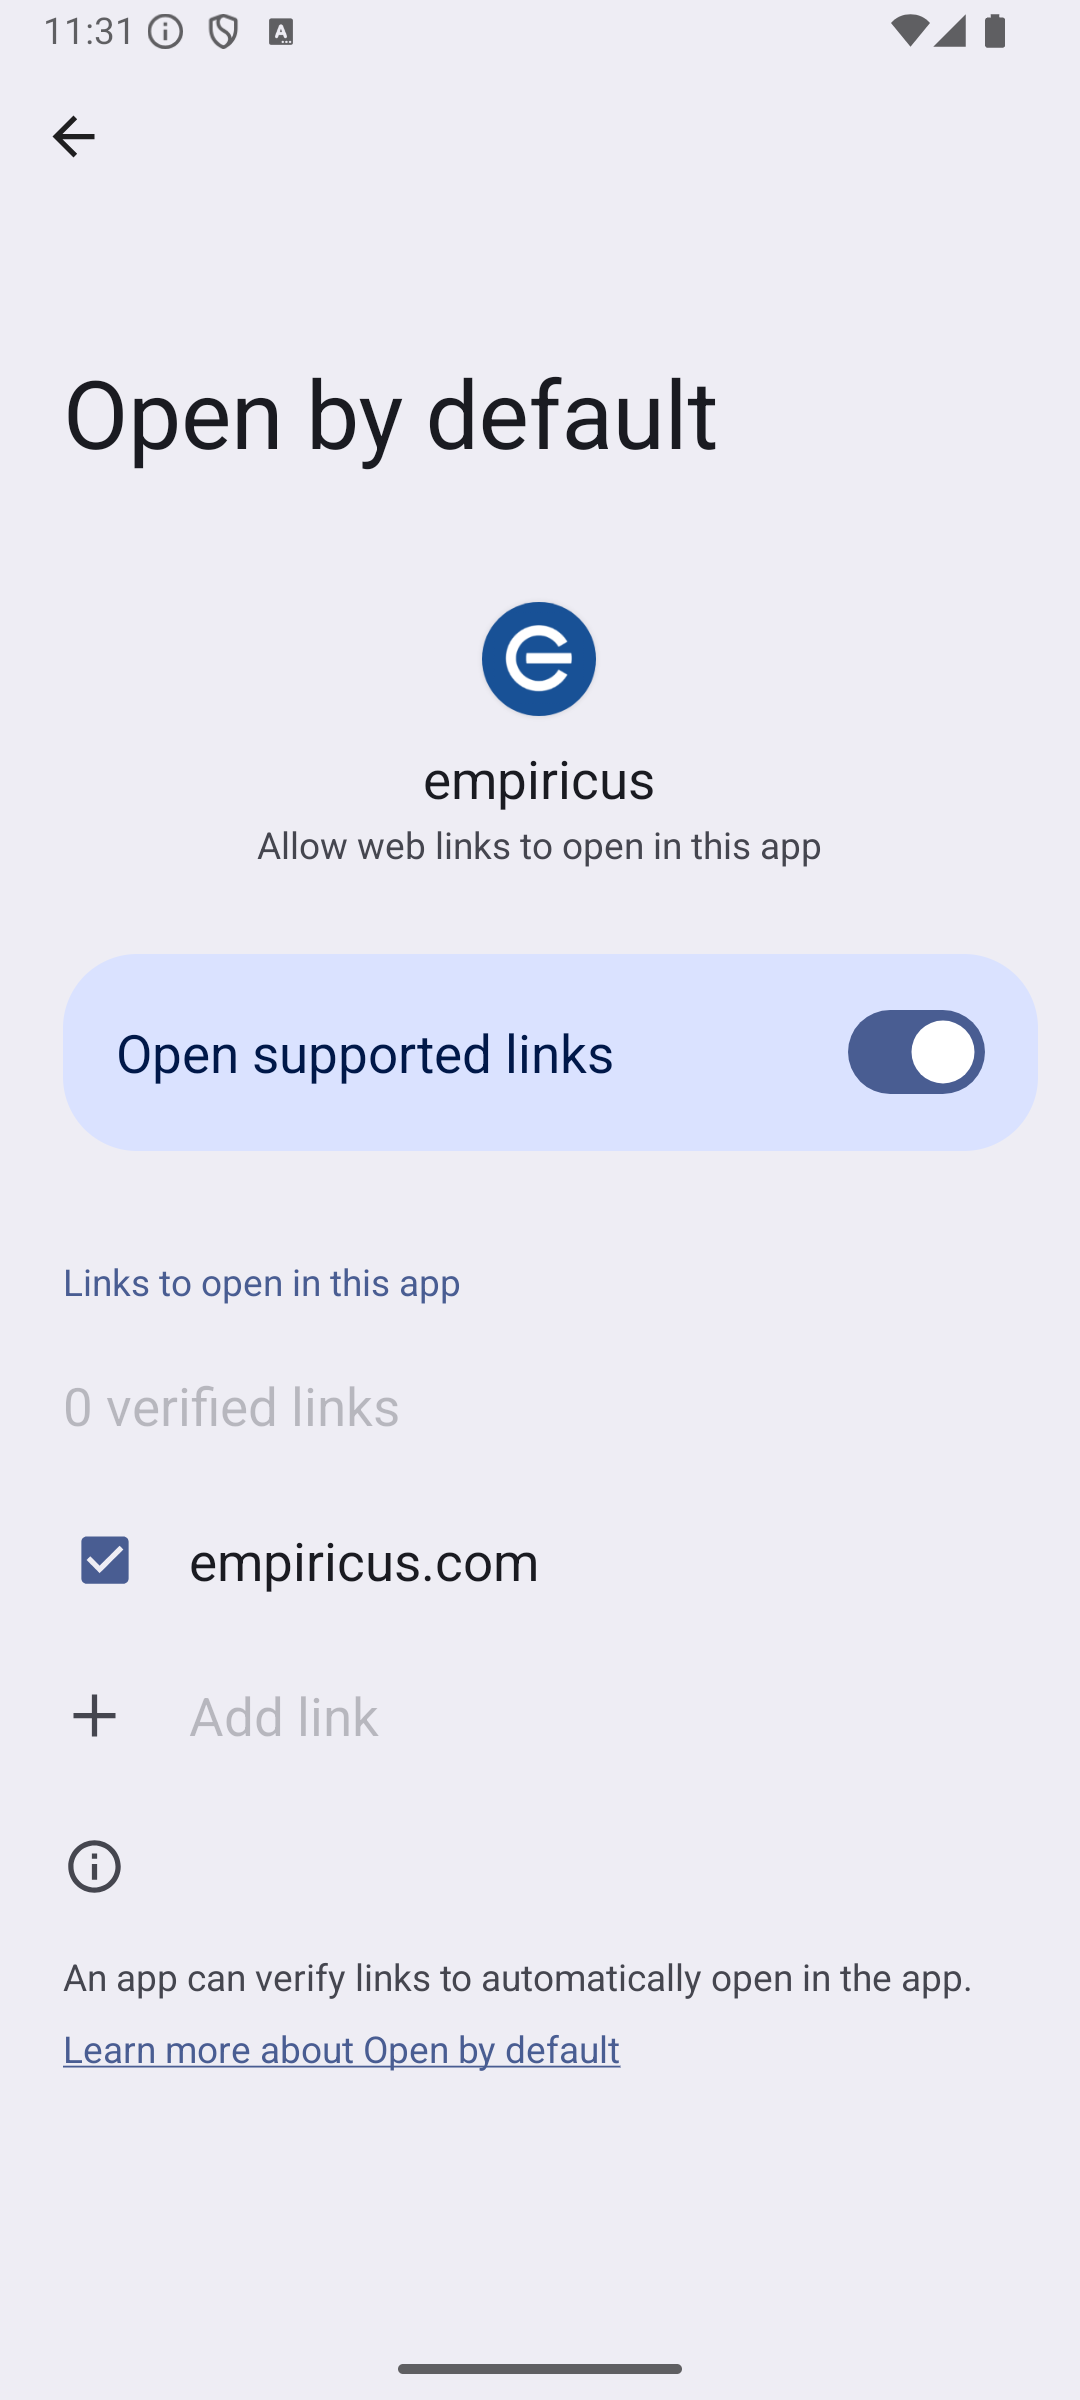 11:31
Open by default
empiricus
Allow web links to open in this app
Open supported links
Links to open in this app
0 verified links
empiricus.com
Add link
An app can verify links to automatically open in the app.
Learn more about Open by default